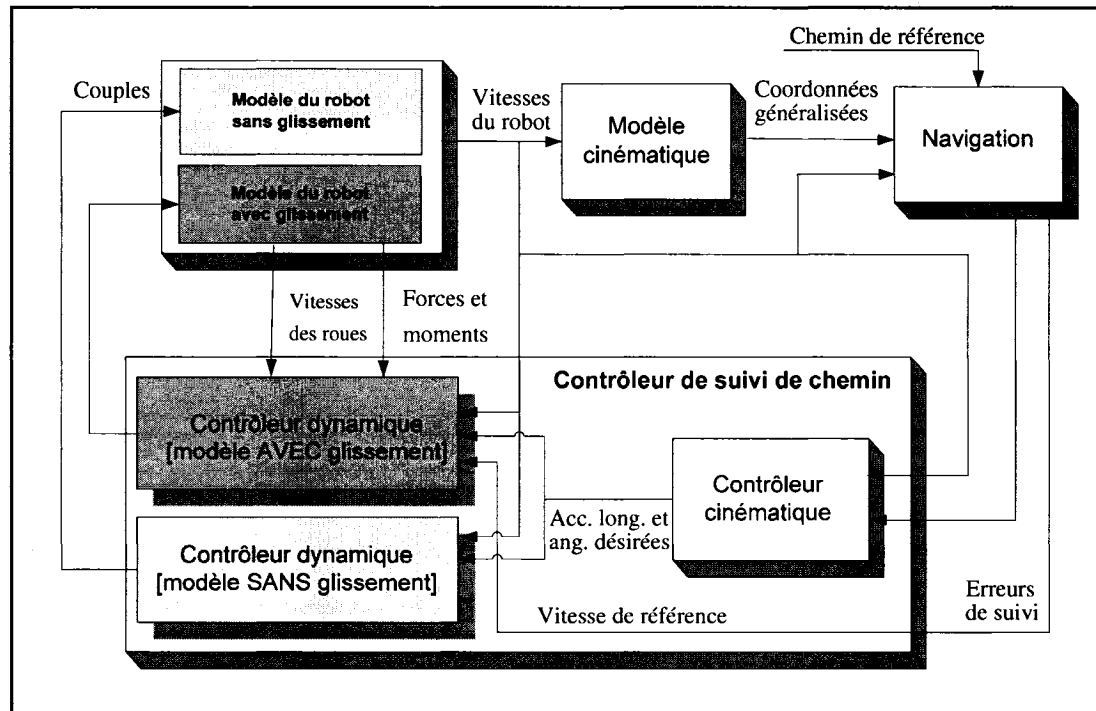 Chemin de référence
Couples
Modèle du robot
sans glissement
Vitesses
du robot
Modèle
cinématique
Coordonnées
généralisées
Navigation
Modèle du robot
avec glissement
Vitesses
des roues
Forces et
moments
Contrôleur de suivi de chemin
Contrôleur dynamique
[modèle AVEC glissement]
Contrôleur
cinématique
Acc. long. et
ang. désirées
Contrôleur dynamique
[modèle SANS glissement]
Vitesse de référence
Erreurs
de suivi